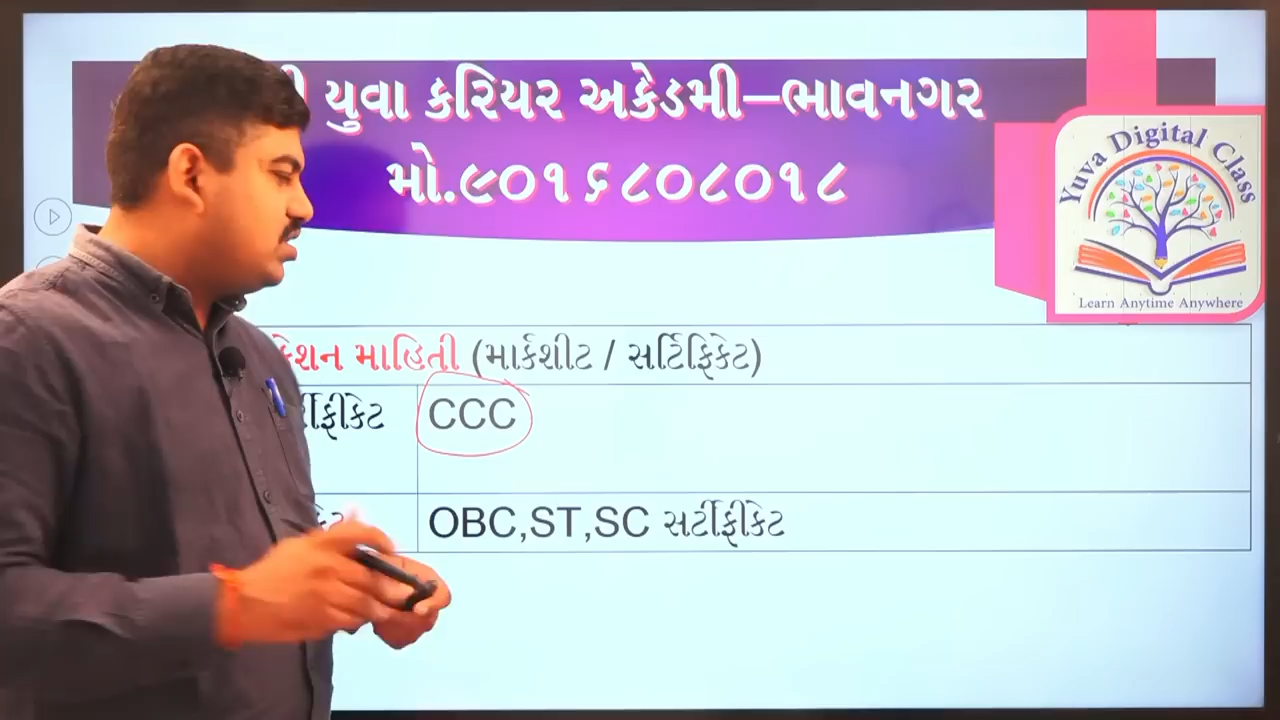 યુવા કરિયર અકેડમી–ભાવનગર
મો.૯૦૧૬૮૦૮૦૧૮
Yuva Digital Class
Learn Anytime Anywhere
માહિતી (માર્કશીટ / સર્ટિફિકેટ)
CCC
OBC,ST,SC સર્ટીફીકેટ